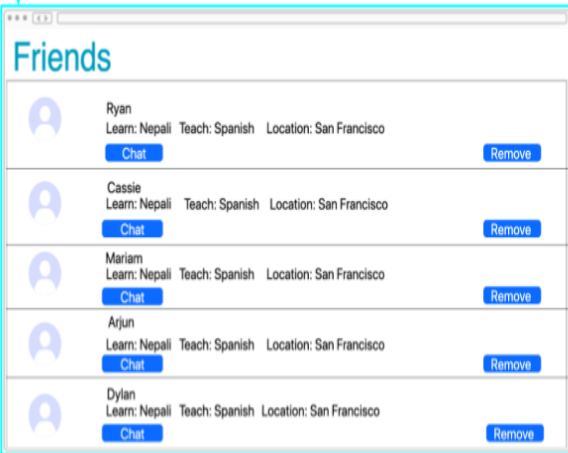 Friends
Ryan
Learn: Nepali Teach: Spanish Location: San Francisco
Chat Remove
Cassie
Learn: Nepali Teach: Spanish Location: San Francisco
Chat Remove
Mariam
Learn: Nepali Teach: Spanish Location: San Francisco
Chat Remove
Arjun
Learn: Nepali Teach: Spanish Location: San Francisco
Chat Remove
Dylan
Learn: Nepali Teach: Spanish Location: San Francisco
Chat Remove